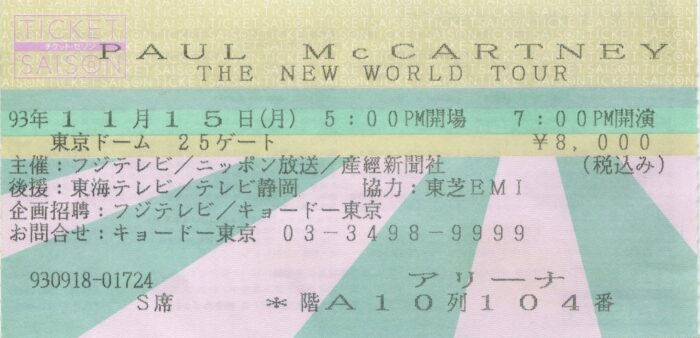 TICKET
チケット・セゾン
SAISON
PAUL McCARTNEY
THE NEW WORLD TOUR
93年 11月15日(月) 5:00PM開場 7:00PM開演
東京ドーム 25ゲート ¥8,000
主催:フジテレビ/ニッポン放送/産經新聞社 (税込み)
後援:東海テレビ/テレビ静岡 協力:東芝EMI
企画招聘:フジテレビ/キョードー東京
お問合せ:キョードー東京 03-3498-9999
930918-01724 アリーナ
S席 *階A10列104番